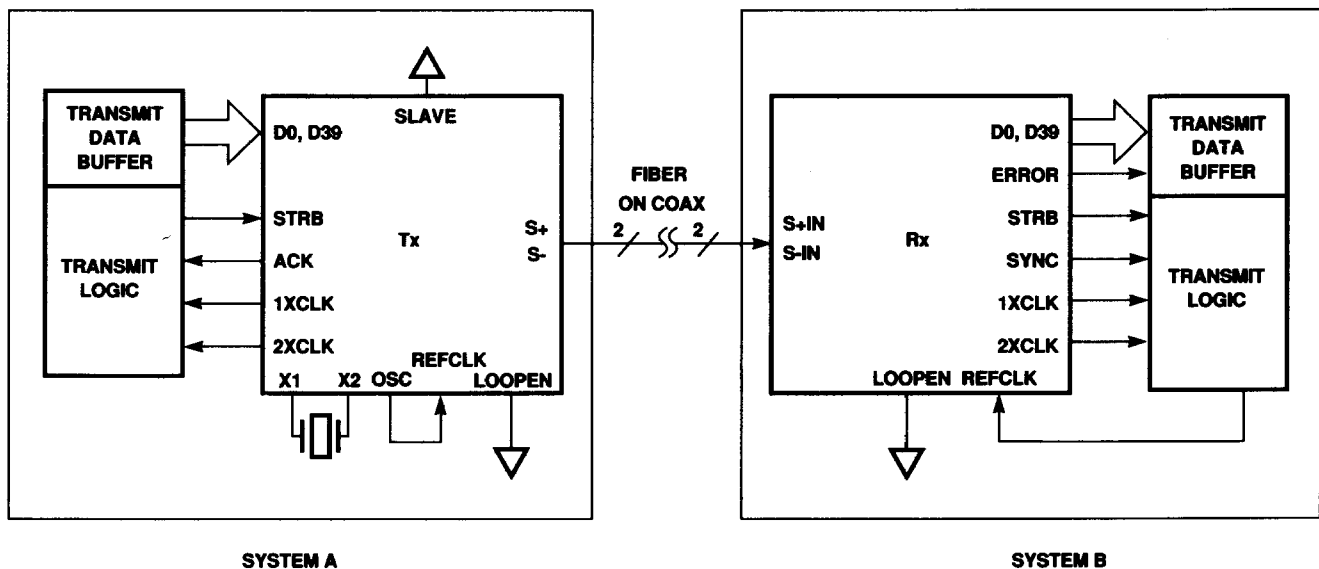 TRANSMIT
DATA
BUFFER
TRANSMIT
LOGIC
SLAVE
D0, D39
STRB
ACK
1XCLK
2XCLK
Tx
S+
S-
REFCLK
X1 X2 OSC LOOPEN
FIBER
ON COAX
2 2
S+IN
S-IN
Rx
D0, D39
ERROR
STRB
SYNC
1XCLK
2XCLK
LOOPEN REFCLK
TRANSMIT
DATA
BUFFER
TRANSMIT
LOGIC
SYSTEM A
SYSTEM B